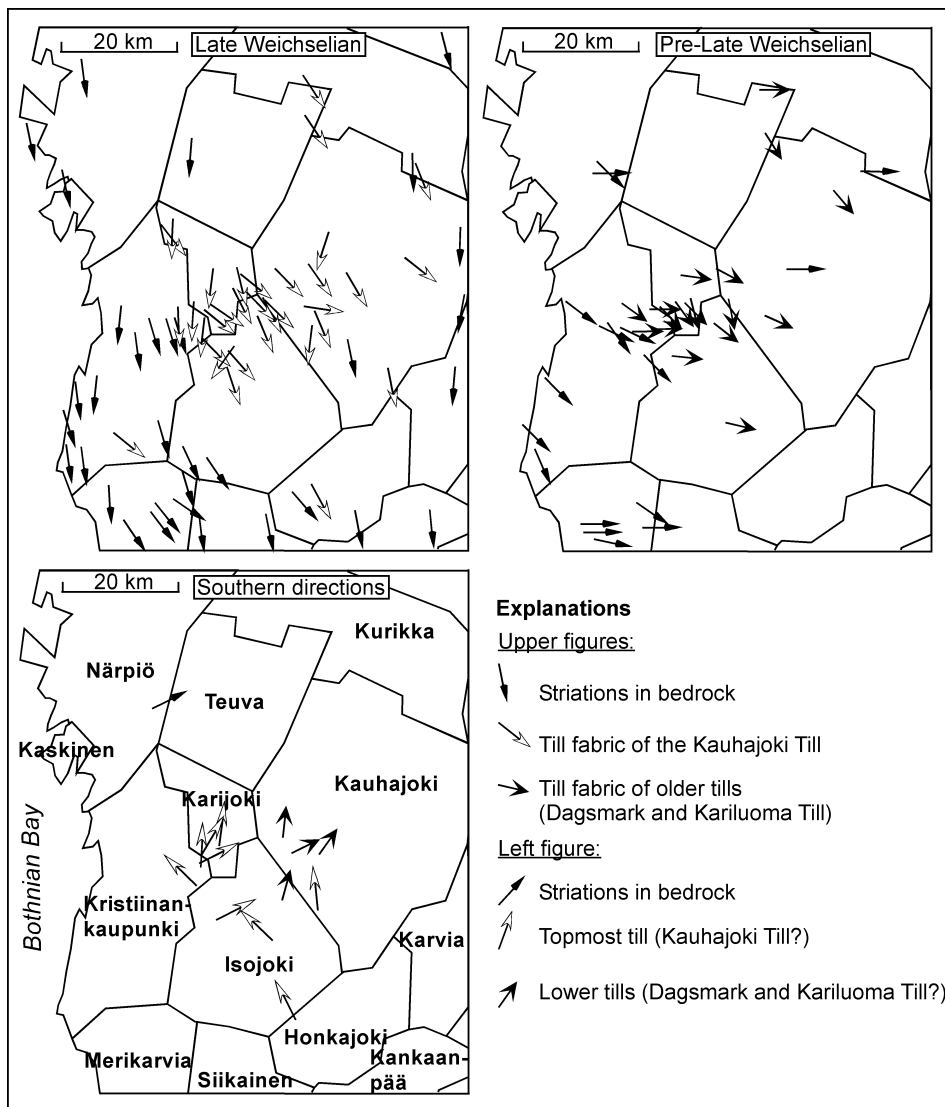 20 km
Late Weichselian
20 km
Pre-Late Weichselian
20 km
Southern directions
Kurikka
Närpiö
Teuva
Kaskinen
Kauhajoki
Karijoki
Bothnian Bay
Kristiinan-
kaupunki
Karvia
Isojoki
Honkajoki
Merikarvia
Kankaan-
pää
Siikainen
Explanations
Upper figures:
Striations in bedrock
Till fabric of the Kauhajoki Till
Till fabric of older tills
(Dagsmark and Kariluoma Till)
Left figure:
Striations in bedrock
Topmost till (Kauhajoki Till?)
Lower tills (Dagsmark and Kariluoma Till?)